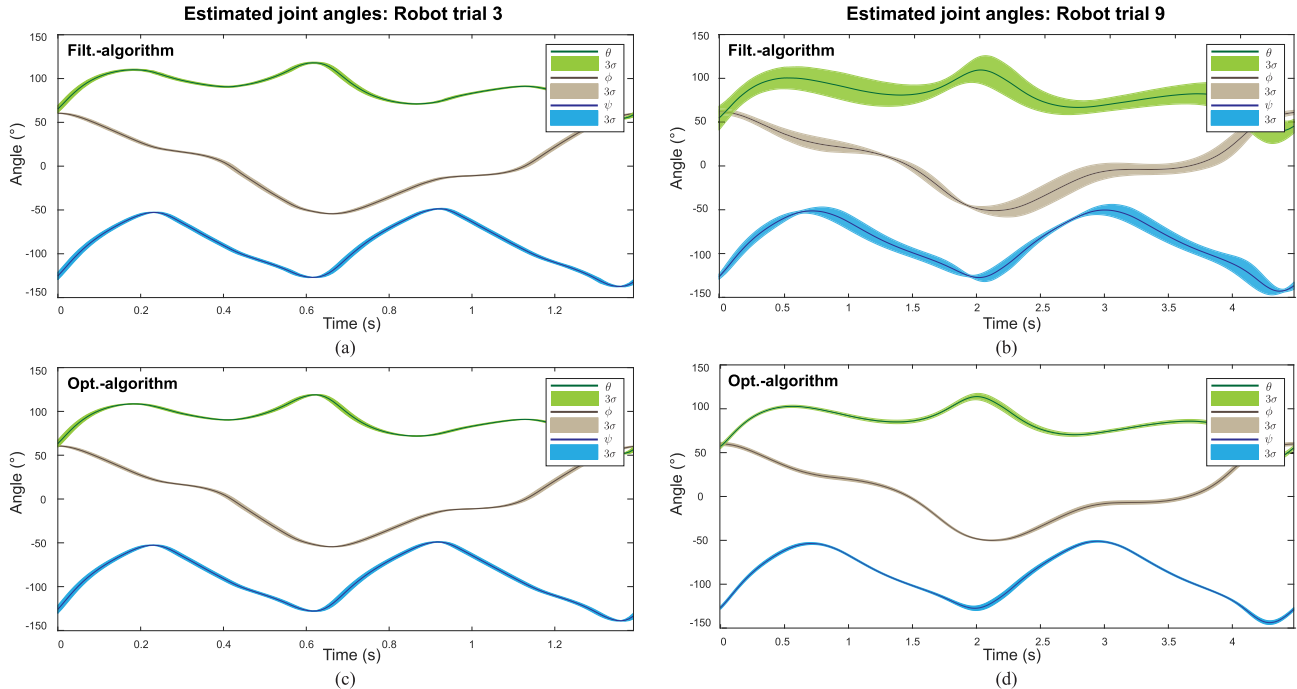 Estimated joint angles: Robot trial 3
Filt.-algorithm
θ
3σ
ϕ
3σ
ψ
3σ
150
100
50
0
-50
-100
-150
Angle (°)
0 0.2 0.4 0.6 0.8 1 1.2
Time (s)
(a)
Estimated joint angles: Robot trial 9
Filt.-algorithm
θ
3σ
ϕ
3σ
ψ
3σ
150
100
50
0
-50
-100
-150
Angle (°)
0 0.5 1 1.5 2 2.5 3 3.5 4
Time (s)
(b)
Opt.-algorithm
θ
3σ
ϕ
3σ
ψ
3σ
150
100
50
0
-50
-100
-150
Angle (°)
0 0.2 0.4 0.6 0.8 1 1.2
Time (s)
(c)
Opt.-algorithm
θ
3σ
ϕ
3σ
ψ
3σ
150
100
50
0
-50
-100
-150
Angle (°)
0 0.5 1 1.5 2 2.5 3 3.5 4
Time (s)
(d)